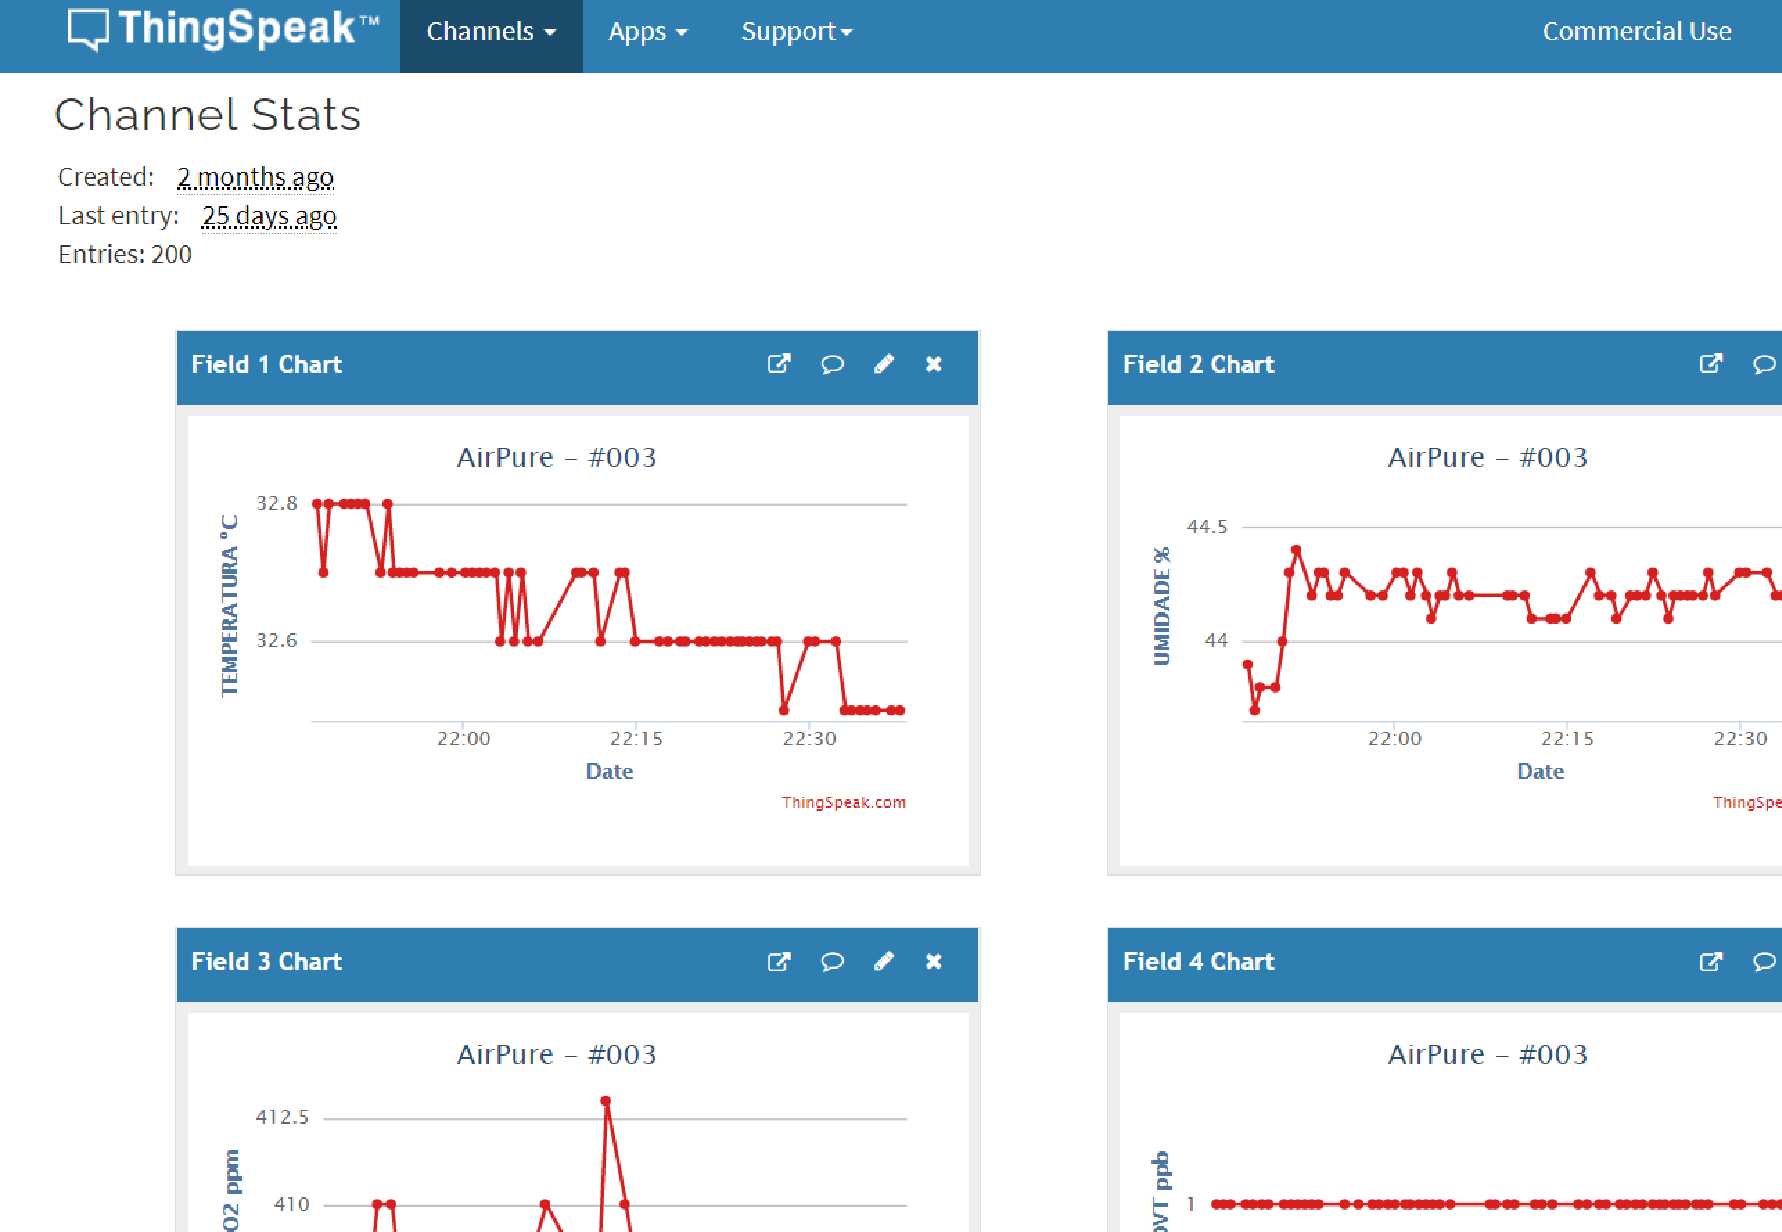 ThingSpeak™ Channels Apps Support Commercial Use
Channel Stats
Created: 2 months ago
Last entry: 25 days ago
Entries: 200
Field 1 Chart
AirPure – #003
TEMPERATURA °C
32.8
32.6
22:00 22:15 22:30
Date
ThingSpeak.com
Field 2 Chart
AirPure – #003
UMIDADE %
44.5
44
22:00 22:15 22:30
Date
Field 3 Chart
AirPure – #003
O2 ppm
412.5
410
Field 4 Chart
AirPure – #003
ppb
1